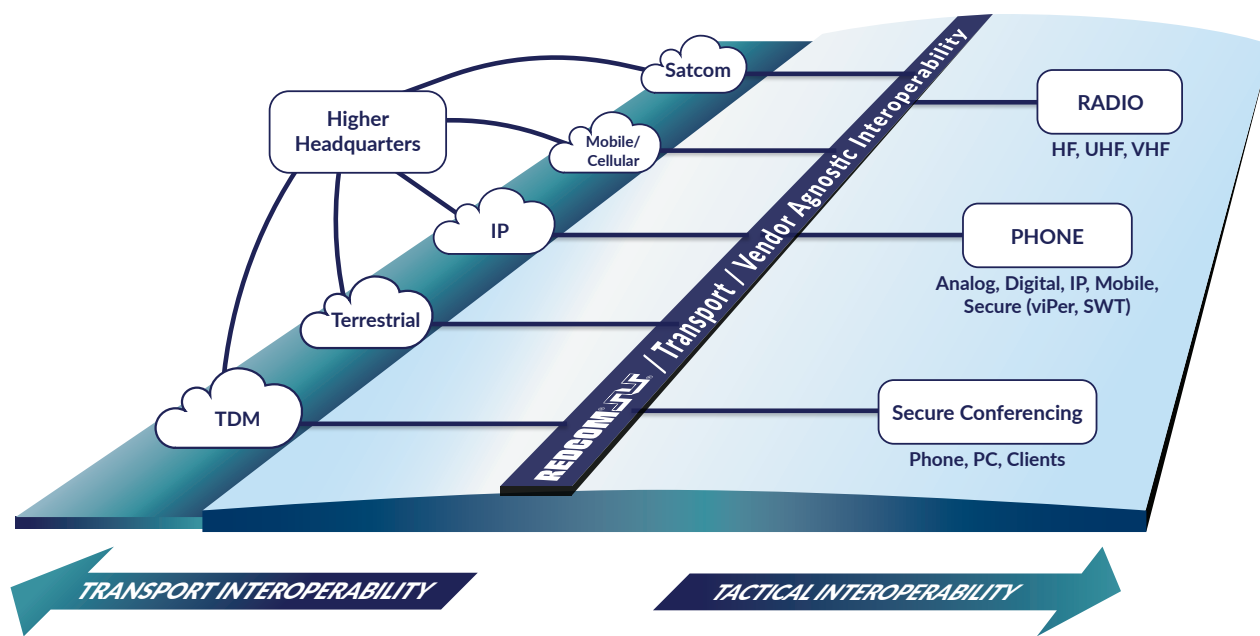 Satcom
Higher
Headquarters
Mobile/
Cellular
IP
Terrestrial
TDM
REDCOM® / Transport / Vendor Agnostic Interoperability
RADIO
HF, UHF, VHF
PHONE
Analog, Digital, IP, Mobile,
Secure (viPer, SWT)
Secure Conferencing
Phone, PC, Clients
TRANSPORT INTEROPERABILITY
TACTICAL INTEROPERABILITY